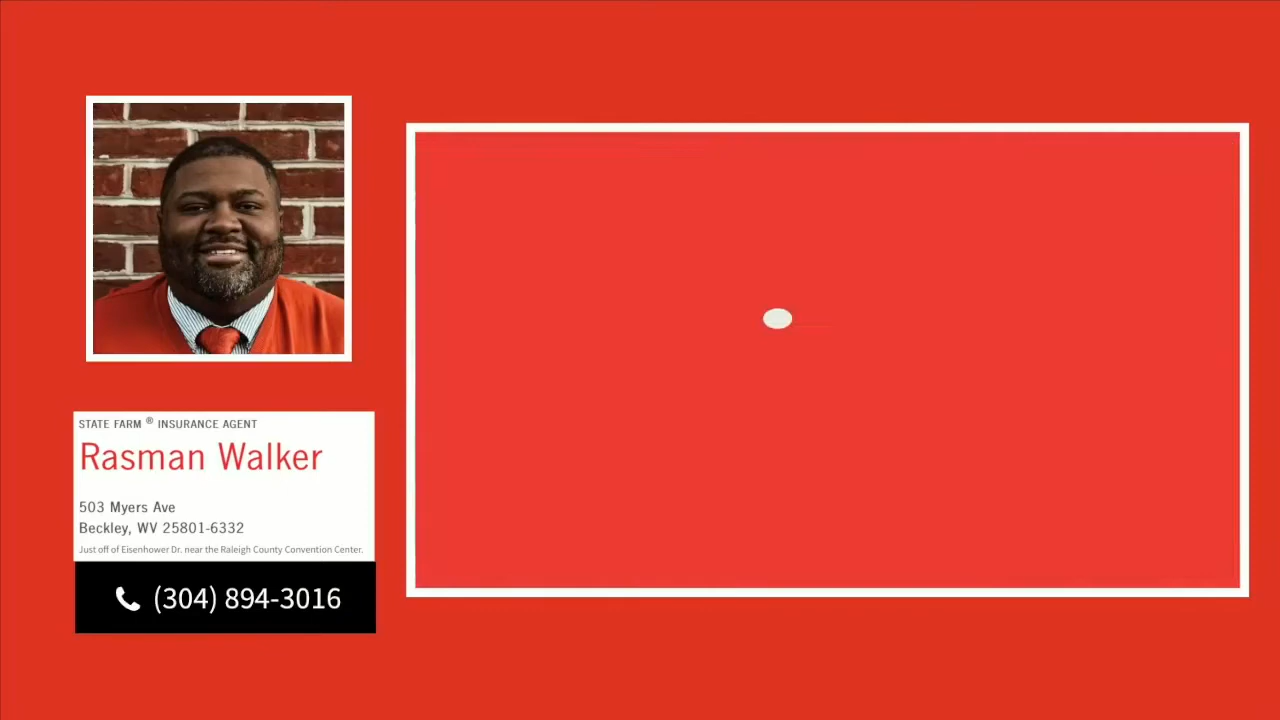 STATE FARM ® INSURANCE AGENT
Rasman Walker
503 Myers Ave
Beckley, WV 25801-6332
Just off of Eisenhower Dr. near the Raleigh County Convention Center.
(304) 894-3016